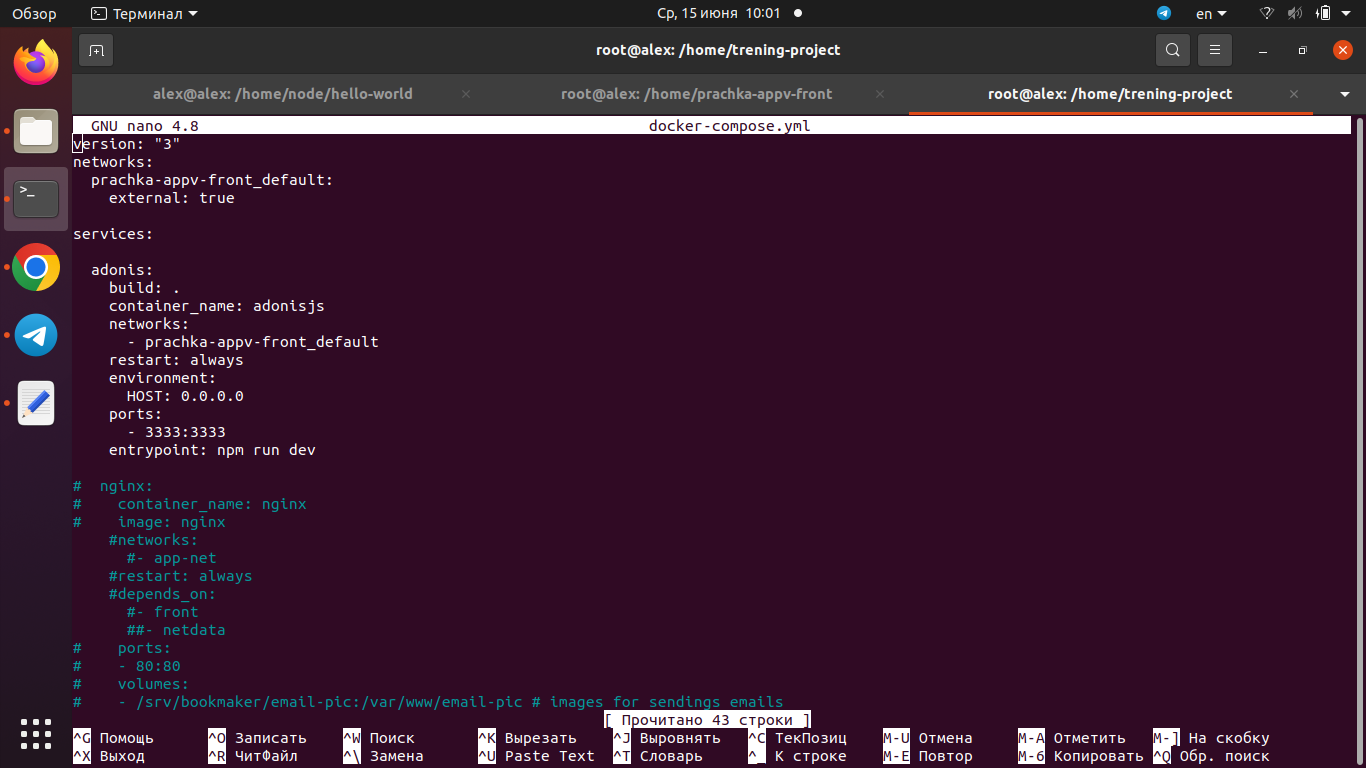 Обзор Терминал Ср, 15 июня 10:01 en
root@alex: /home/trening-project
alex@alex: /home/node/hello-world root@alex: /home/prachka-appv-front root@alex: /home/trening-project
GNU nano 4.8 docker-compose.yml
version: "3"
networks:
  prachka-appv-front_default:
    external: true

services:

  adonis:
    build: .
    container_name: adonisjs
    networks:
      - prachka-appv-front_default
    restart: always
    environment:
      HOST: 0.0.0.0
    ports:
      - 3333:3333
    entrypoint: npm run dev

#  nginx:
#    container_name: nginx
#    image: nginx
    #networks:
      #- app-net
    #restart: always
    #depends_on:
      #- front
      ##- netdata
#    ports:
#    - 80:80
#    volumes:
#    - /srv/bookmaker/email-pic:/var/www/email-pic # images for sendings emails
[ Прочитано 43 строки ]
^G Помощь ^O Записать ^W Поиск ^K Вырезать ^J Выровнять ^C ТекПозиц M-U Отмена M-A Отметить M-] На скобку
^X Выход ^R ЧитФайл ^\ Замена ^U Paste Text ^T Словарь ^_ К строке M-E Повтор M-6 Копировать ^Q Обр. поиск